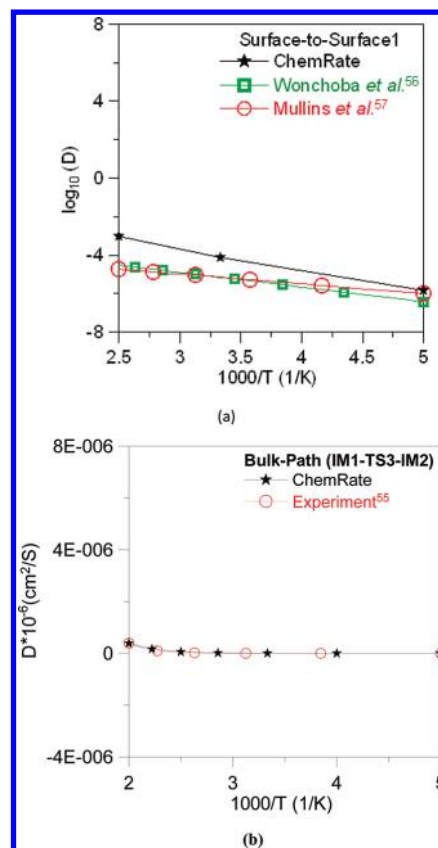 8
4
0
-4
-8
log10 (D)
Surface-to-Surface1
ChemRate
Wonchoba et al.56
Mullins et al.57
2.5 3 3.5 4 4.5 5
1000/T (1/K)
(a)
8E-006
4E-006
0
-4E-006
D*10-6(cm2/S)
Bulk-Path (IM1-TS3-IM2)
ChemRate
Experiment55
2 3 4 5
1000/T (1/K)
(b)